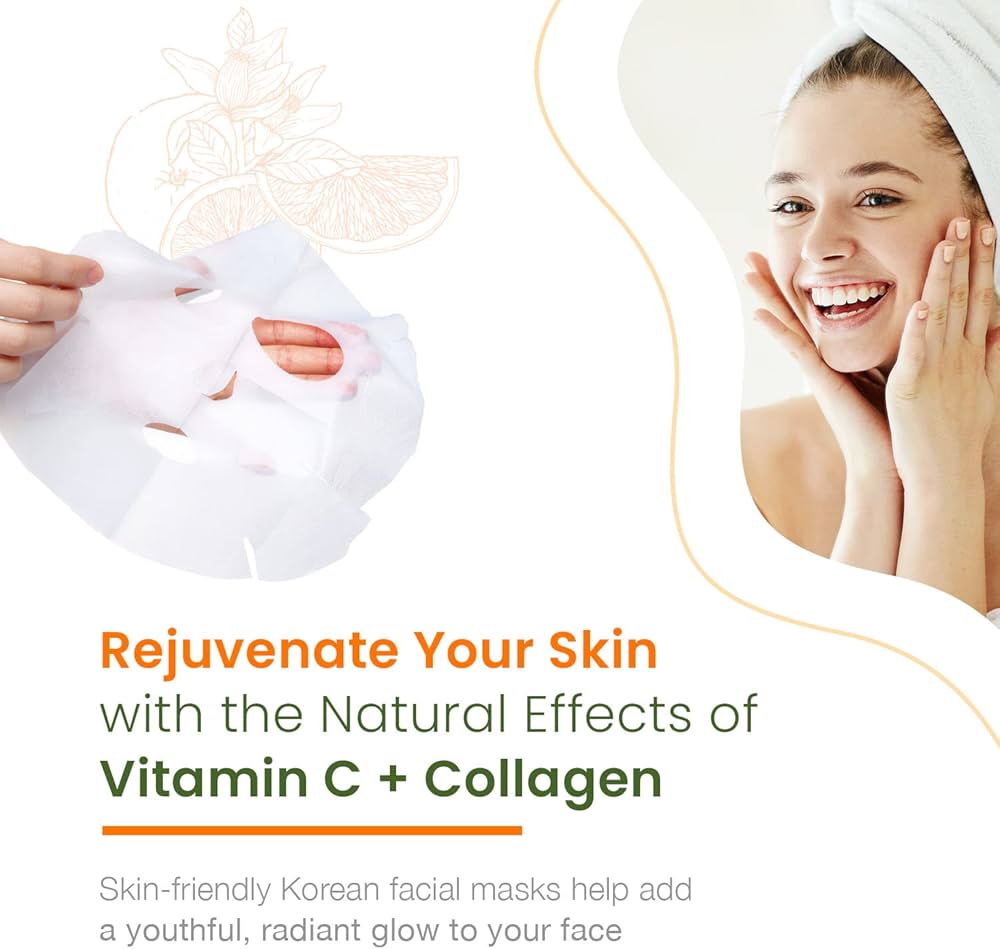 Rejuvenate Your Skin
with the Natural Effects of
Vitamin C + Collagen
Skin-friendly Korean facial masks help add
a youthful, radiant glow to your face